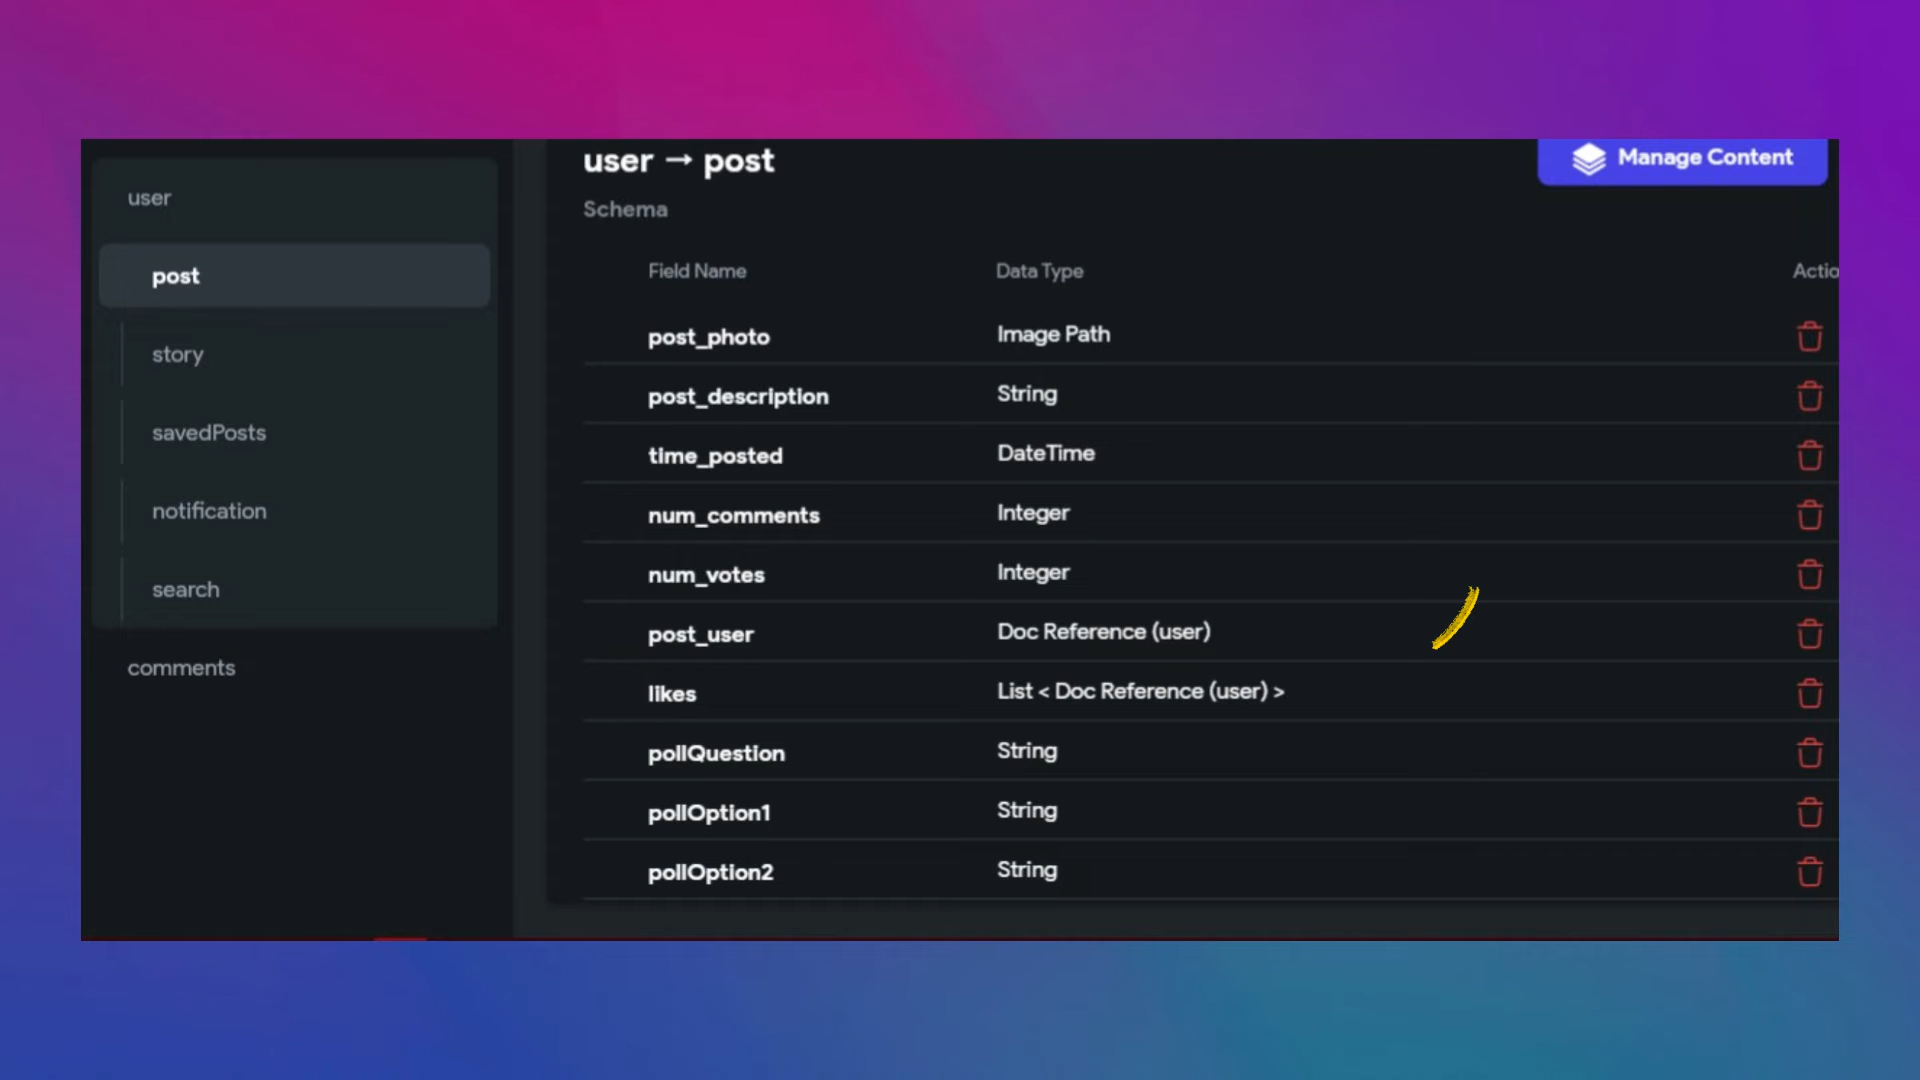 user
post
story
savedPosts
notification
search
comments
user → post
Manage Content
Schema
Field Name Data Type Actio
post_photo Image Path
post_description String
time_posted DateTime
num_comments Integer
num_votes Integer
post_user Doc Reference (user)
likes List < Doc Reference (user) >
pollQuestion String
pollOption1 String
pollOption2 String